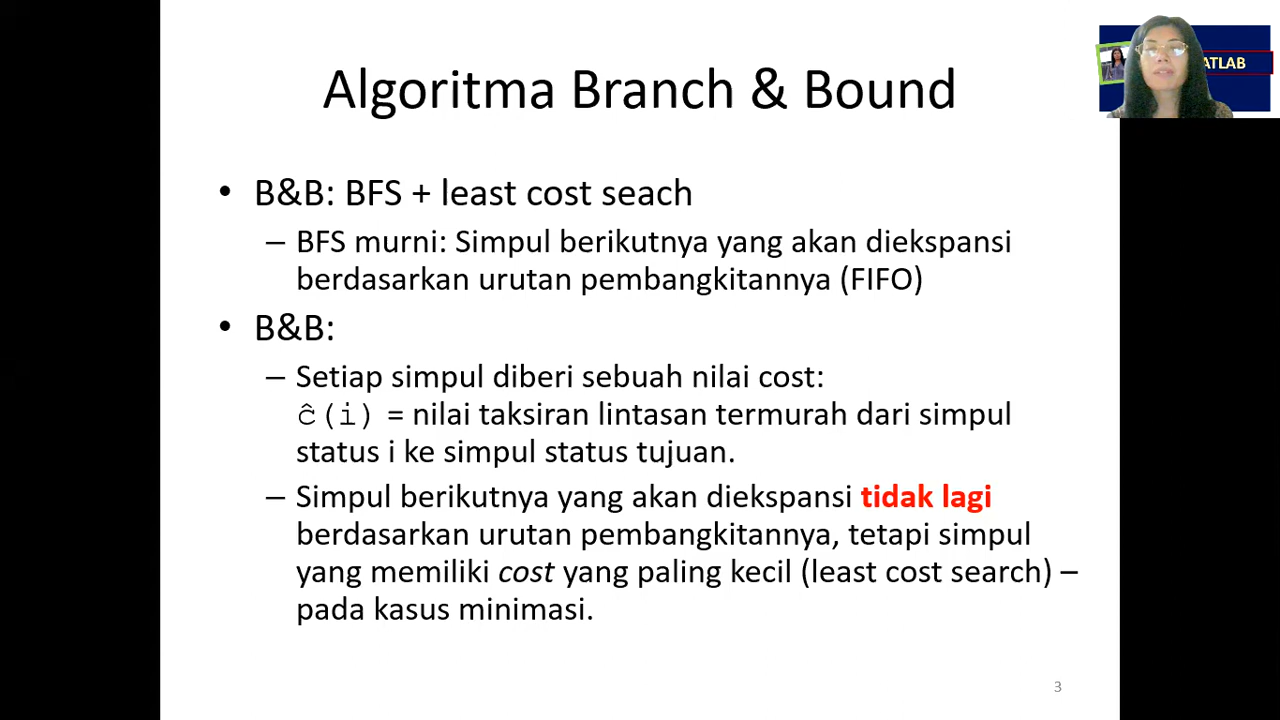 ATLAB
Algoritma Branch & Bound
• B&B: BFS + least cost seach
– BFS murni: Simpul berikutnya yang akan diekspansi
berdasarkan urutan pembangkitannya (FIFO)
• B&B:
– Setiap simpul diberi sebuah nilai cost:
ĉ(i) = nilai taksiran lintasan termurah dari simpul
status i ke simpul status tujuan.
– Simpul berikutnya yang akan diekspansi tidak lagi
berdasarkan urutan pembangkitannya, tetapi simpul
yang memiliki cost yang paling kecil (least cost search) –
pada kasus minimasi.
3